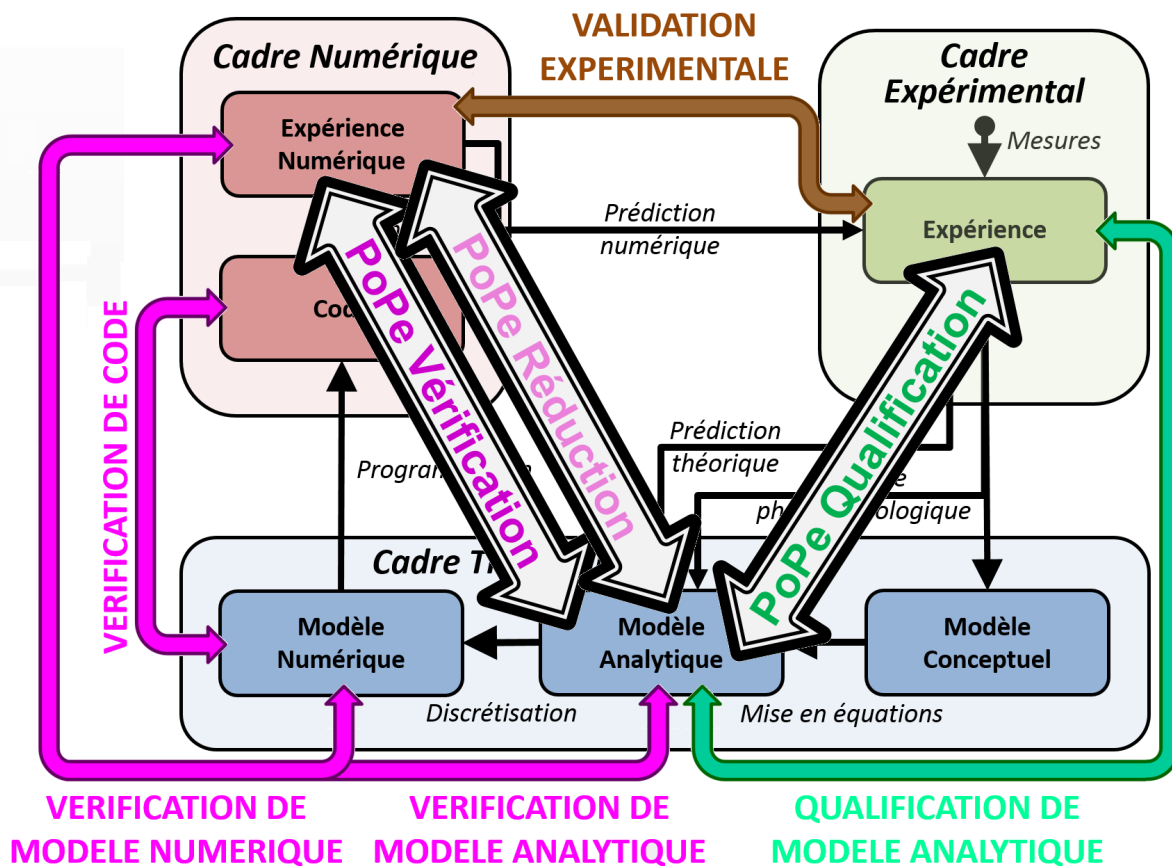 VALIDATION
EXPERIMENTALE
Cadre Numérique
Cadre
Expérimental
Expérience
Numérique
Mesures
Prédiction
numérique
Expérience
PoPe Vérification
PoPe Réduction
PoPe Qualification
VERIFICATION DE CODE
Prédiction
théorique
Cadre
Modèle
Numérique
Modèle
Analytique
Modèle
Conceptuel
Discrétisation
Mise en équations
VERIFICATION DE
MODELE NUMERIQUE
VERIFICATION DE
MODELE ANALYTIQUE
QUALIFICATION DE
MODELE ANALYTIQUE